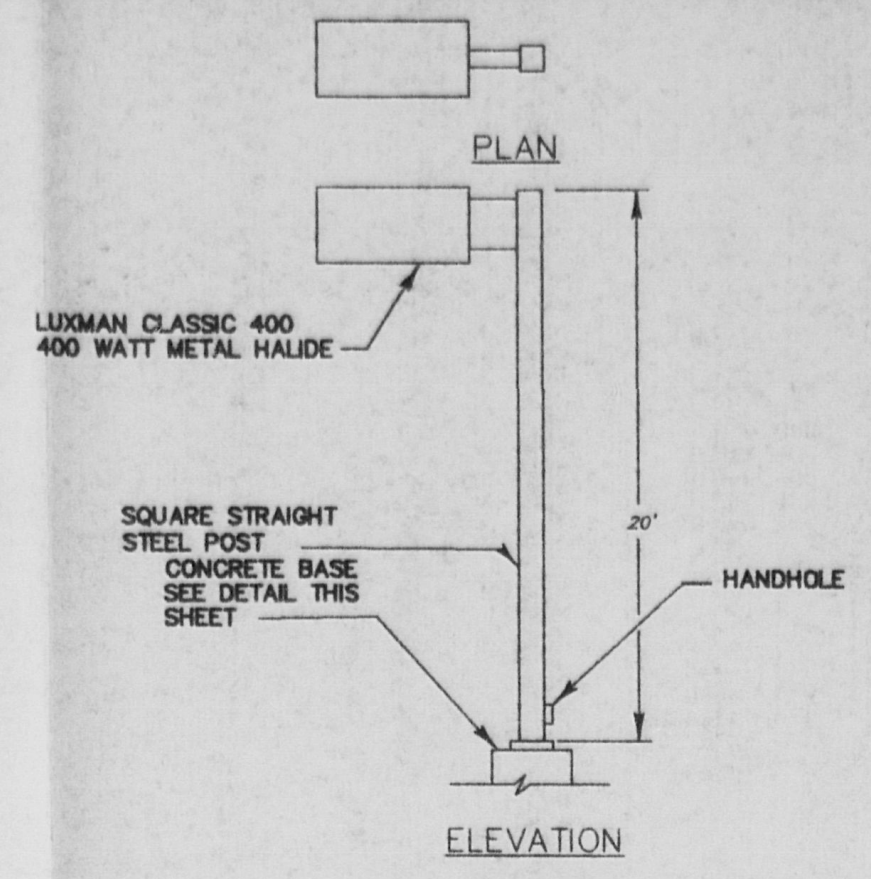 PLAN
LUXMAN CLASSIC 400
400 WATT METAL HALIDE
SQUARE STRAIGHT
STEEL POST
CONCRETE BASE
SEE DETAIL THIS
SHEET
20'
HANDHOLE
ELEVATION